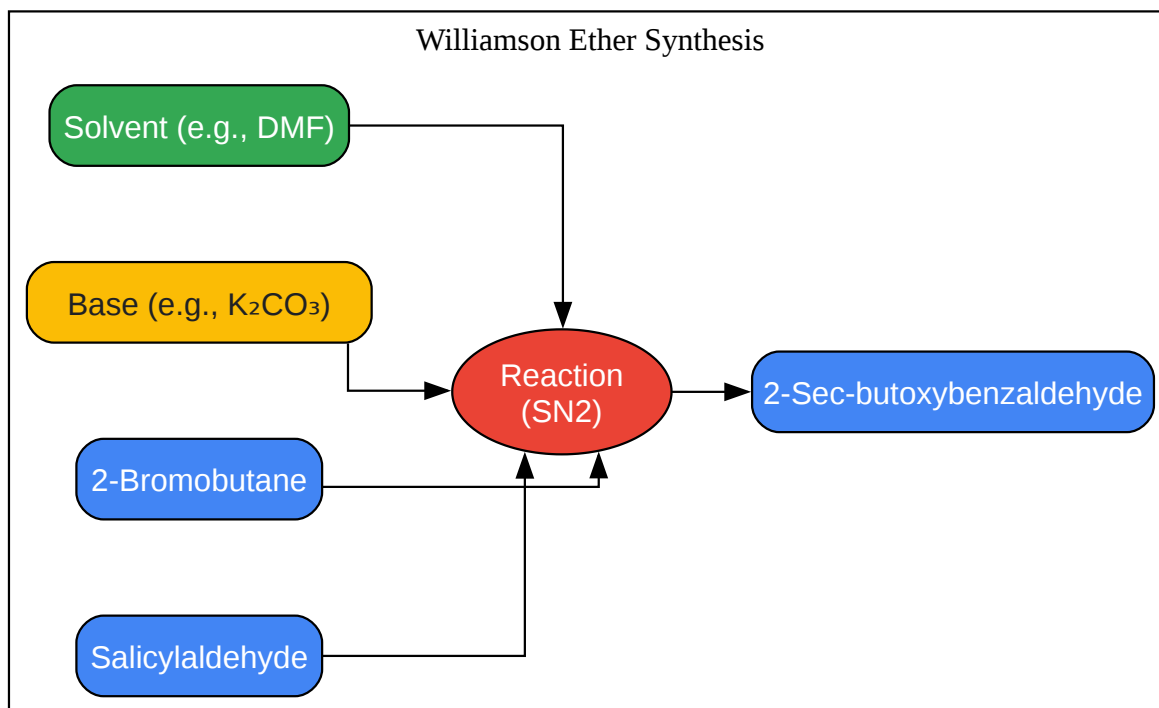 Williamson Ether Synthesis
Solvent (e.g., DMF)
Base (e.g., K₂CO₃)
Reaction
(SN2)
2-Sec-butoxybenzaldehyde
2-Bromobutane
Salicylaldehyde